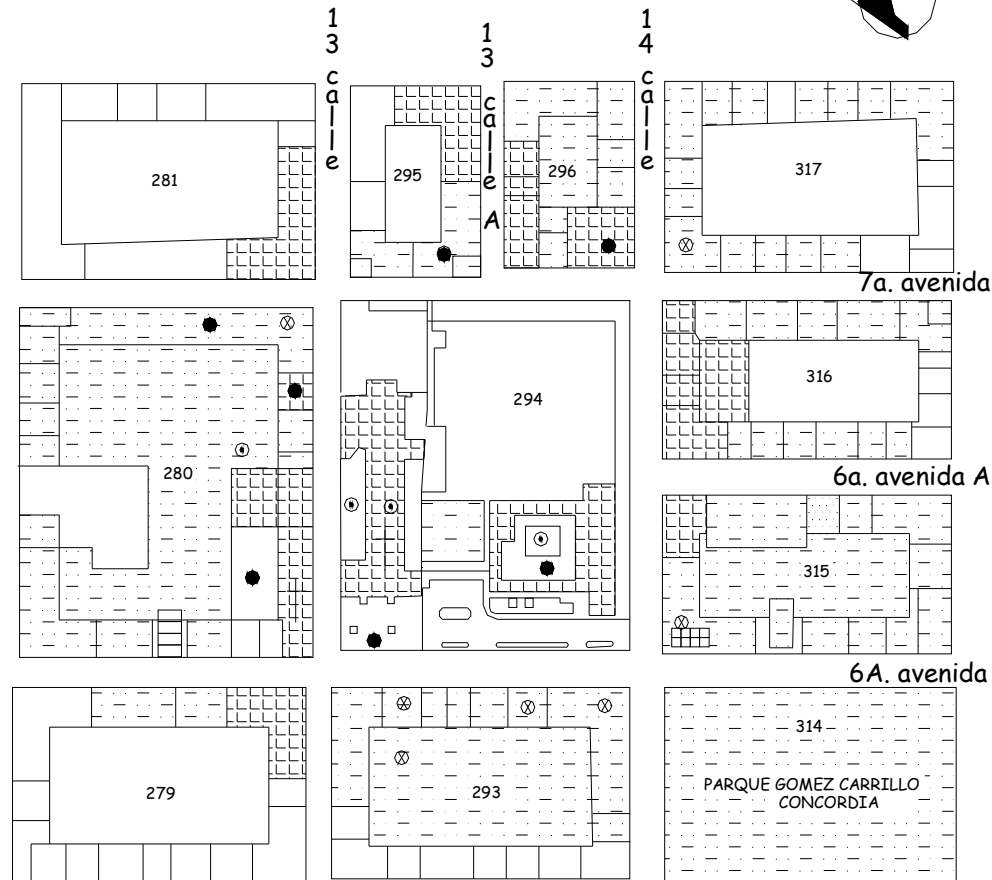 13 calle
13 calle A
14 calle
281
295
296
317
7a. avenida
280
294
316
6a. avenida A
315
6A. avenida
279
293
314
PARQUE GOMEZ CARRILLO
CONCORDIA